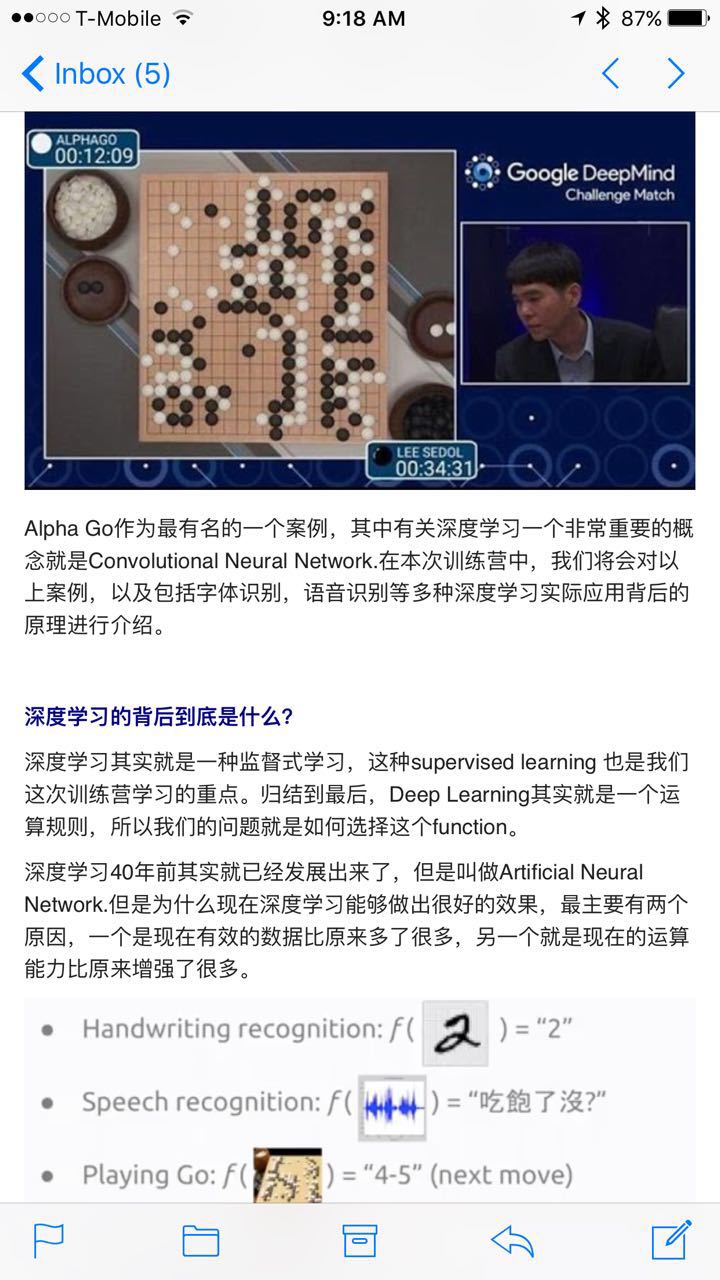 T-Mobile
9:18 AM
87%
Inbox (5)
ALPHAGO
00:12:09
Google DeepMind
Challenge Match
LEE SEDOL
00:34:31
Alpha Go作为最有名的一个案例，其中有关深度学习一个非常重要的概
念就是Convolutional Neural Network.在本次训练营中，我们将会对以
上案例，以及包括字体识别，语音识别等多种深度学习实际应用背后的
原理进行介绍。
深度学习的背后到底是什么?
深度学习其实就是一种监督式学习，这种supervised learning 也是我们
这次训练营学习的重点。归结到最后，Deep Learning其实就是一个运
算规则，所以我们的问题就是如何选择这个function。
深度学习40年前其实就已经发展出来了，但是叫做Artificial Neural
Network.但是为什么现在深度学习能够做出很好的效果，最主要有两个
原因，一个是现在有效的数据比原来多了很多，另一个就是现在的运算
能力比原来增强了很多。
• Handwriting recognition: f( 2 ) = “2”
• Speech recognition: f( ) = “吃飽了沒?”
• Playing Go: f( ) = “4-5” (next move)